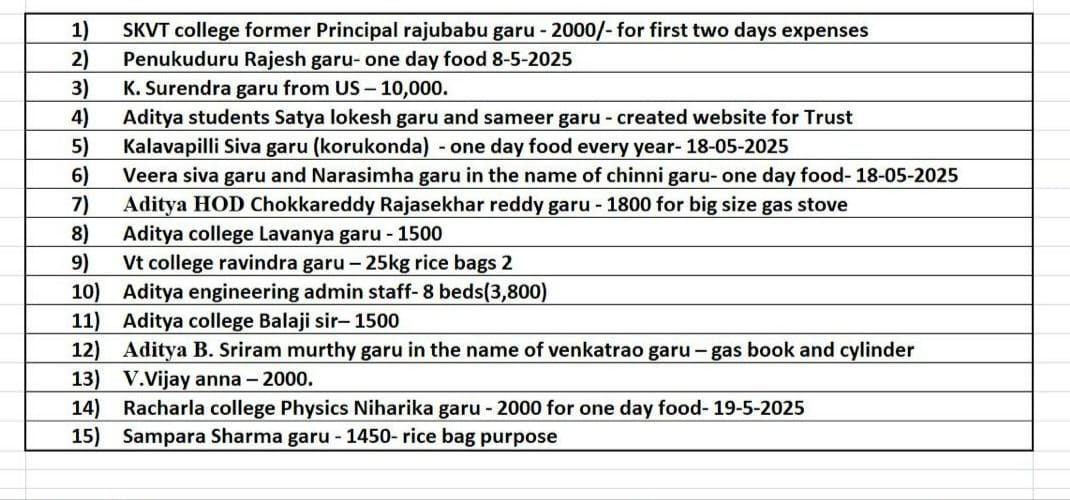 1) SKVT college former Principal rajubabu garu - 2000/- for first two days expenses
2) Penukuduru Rajesh garu- one day food 8-5-2025
3) K. Surendra garu from US – 10,000.
4) Aditya students Satya lokesh garu and sameer garu - created website for Trust
5) Kalavapilli Siva garu (korukonda) - one day food every year- 18-05-2025
6) Veera siva garu and Narasimha garu in the name of chinni garu- one day food- 18-05-2025
7) Aditya HOD Chokkareddy Rajasekhar reddy garu - 1800 for big size gas stove
8) Aditya college Lavanya garu - 1500
9) Vt college ravindra garu – 25kg rice bags 2
10) Aditya engineering admin staff- 8 beds(3,800)
11) Aditya college Balaji sir– 1500
12) Aditya B. Sriram murthy garu in the name of venkatrao garu – gas book and cylinder
13) V.Vijay anna – 2000.
14) Racharla college Physics Niharika garu - 2000 for one day food- 19-5-2025
15) Sampara Sharma garu - 1450- rice bag purpose